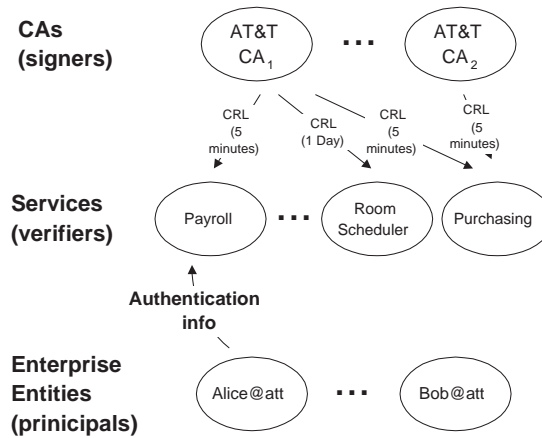 CAs
(signers)
AT&T
CA1
...
AT&T
CA2
CRL
(5
minutes)
CRL
(1 Day)
CRL
(5
minutes)
CRL
(5
minutes)
Services
(verifiers)
Payroll
...
Room
Scheduler
Purchasing
Authentication
info
Enterprise
Entities
(prinicipals)
Alice@att
...
Bob@att